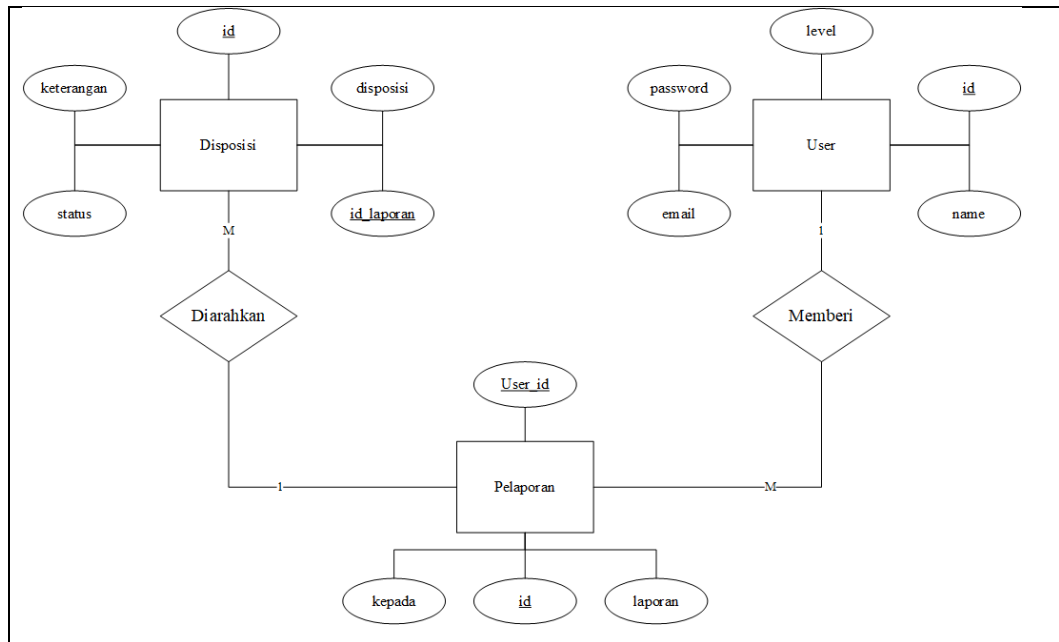 id
level
keterangan
disposisi
password
id
Disposisi
User
status
id_laporan
email
name
M
1
Diarahkan
Memberi
User_id
Pelaporan
1
M
kepada
id
laporan